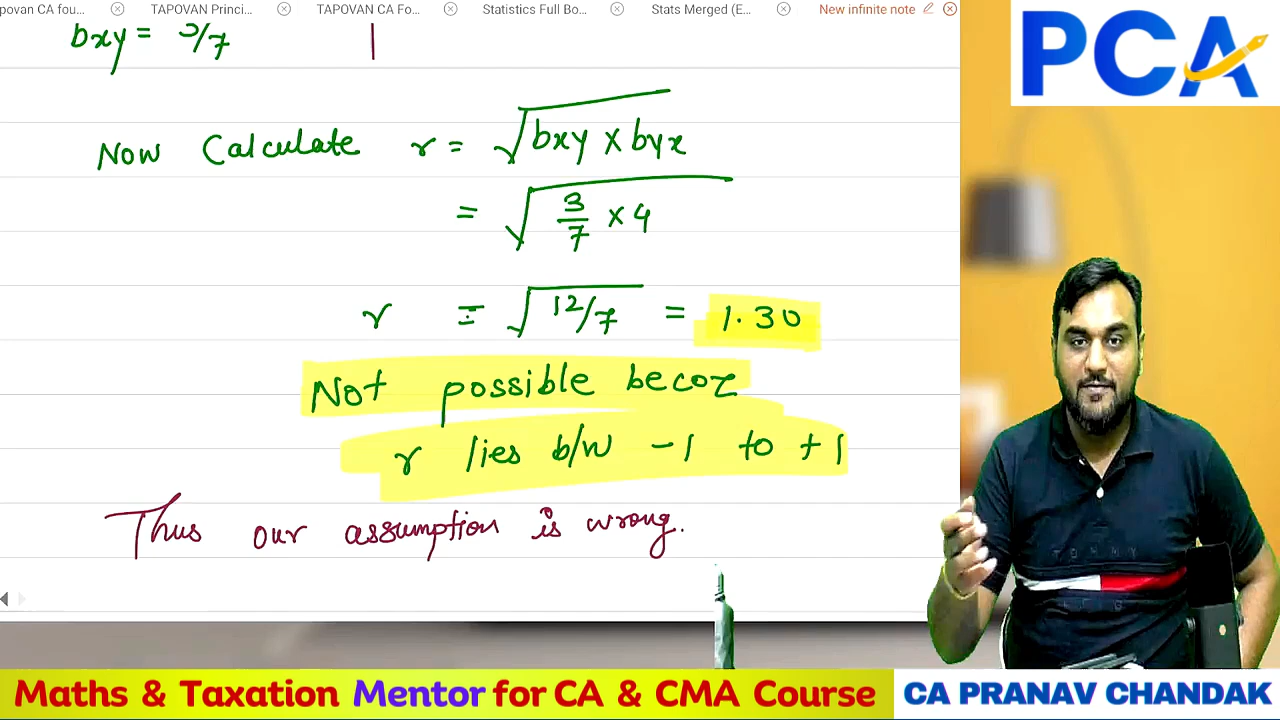 povan CA fou... TAPOVAN Princi... TAPOVAN CA Fo... Statistics Full Bo... Stats Merged (E... New infinite note
bxy = 3/7
PCA
Now Calculate r = √bxy × byx
= √3/7 × 4
r = √12/7 = 1.30
Not possible becoz
r lies b/w -1 to +1
Thus our assumption is wrong.
TOMMY
Maths & Taxation Mentor for CA & CMA Course
CA PRANAV CHANDAK